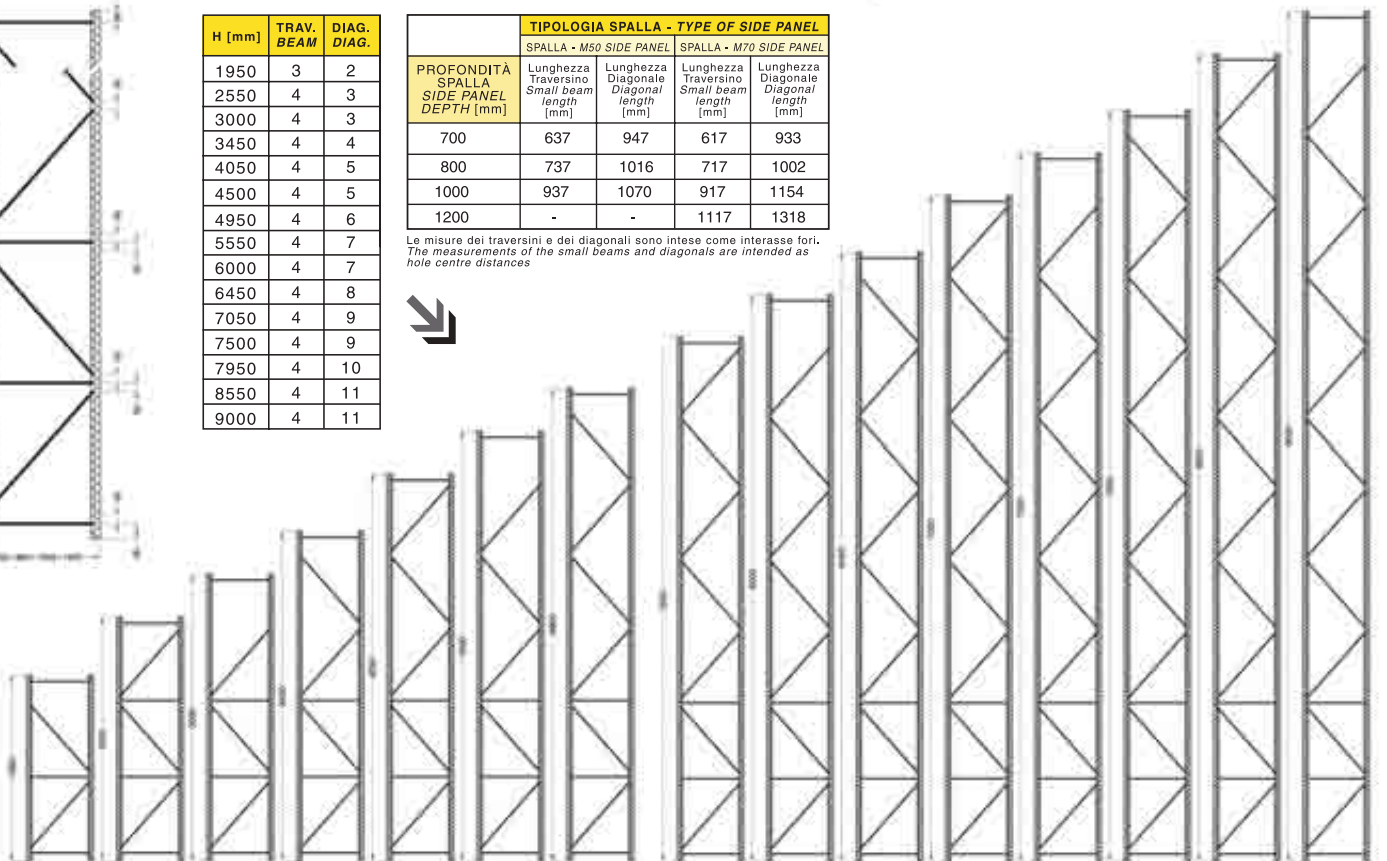 H [mm] TRAV. BEAM DIAG. DIAG.
1950 3 2
2550 4 3
3000 4 3
3450 4 4
4050 4 5
4500 4 5
4950 4 6
5550 4 7
6000 4 7
6450 4 8
7050 4 9
7500 4 9
7950 4 10
8550 4 11
9000 4 11
TIPOLOGIA SPALLA - TYPE OF SIDE PANEL
SPALLA - M50 SIDE PANEL SPALLA - M70 SIDE PANEL
PROFONDITÀ SPALLA SIDE PANEL DEPTH [mm] Lunghezza Traversino Small beam length [mm] Lunghezza Diagonale Diagonal length [mm] Lunghezza Traversino Small beam length [mm] Lunghezza Diagonale Diagonal length [mm]
700 637 947 617 933
800 737 1016 717 1002
1000 937 1070 917 1154
1200 - - 1117 1318
Le misure dei traversini e dei diagonali sono intese come interasse fori.
The measurements of the small beams and diagonals are intended as
hole centre distances